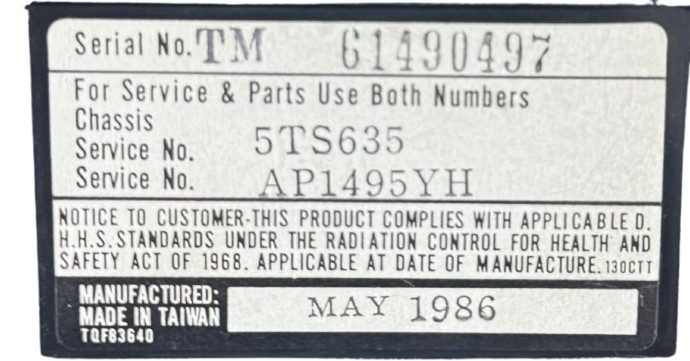 Serial No. TM 61490497
For Service & Parts Use Both Numbers
Chassis
Service No. 5TS635
Service No. AP1495YH
NOTICE TO CUSTOMER-THIS PRODUCT COMPLIES WITH APPLICABLE D.
H.H.S. STANDARDS UNDER THE RADIATION CONTROL FOR HEALTH AND
SAFETY ACT OF 1968. APPLICABLE AT DATE OF MANUFACTURE. 130CTT
MANUFACTURED:
MADE IN TAIWAN
TQF83640
MAY 1986